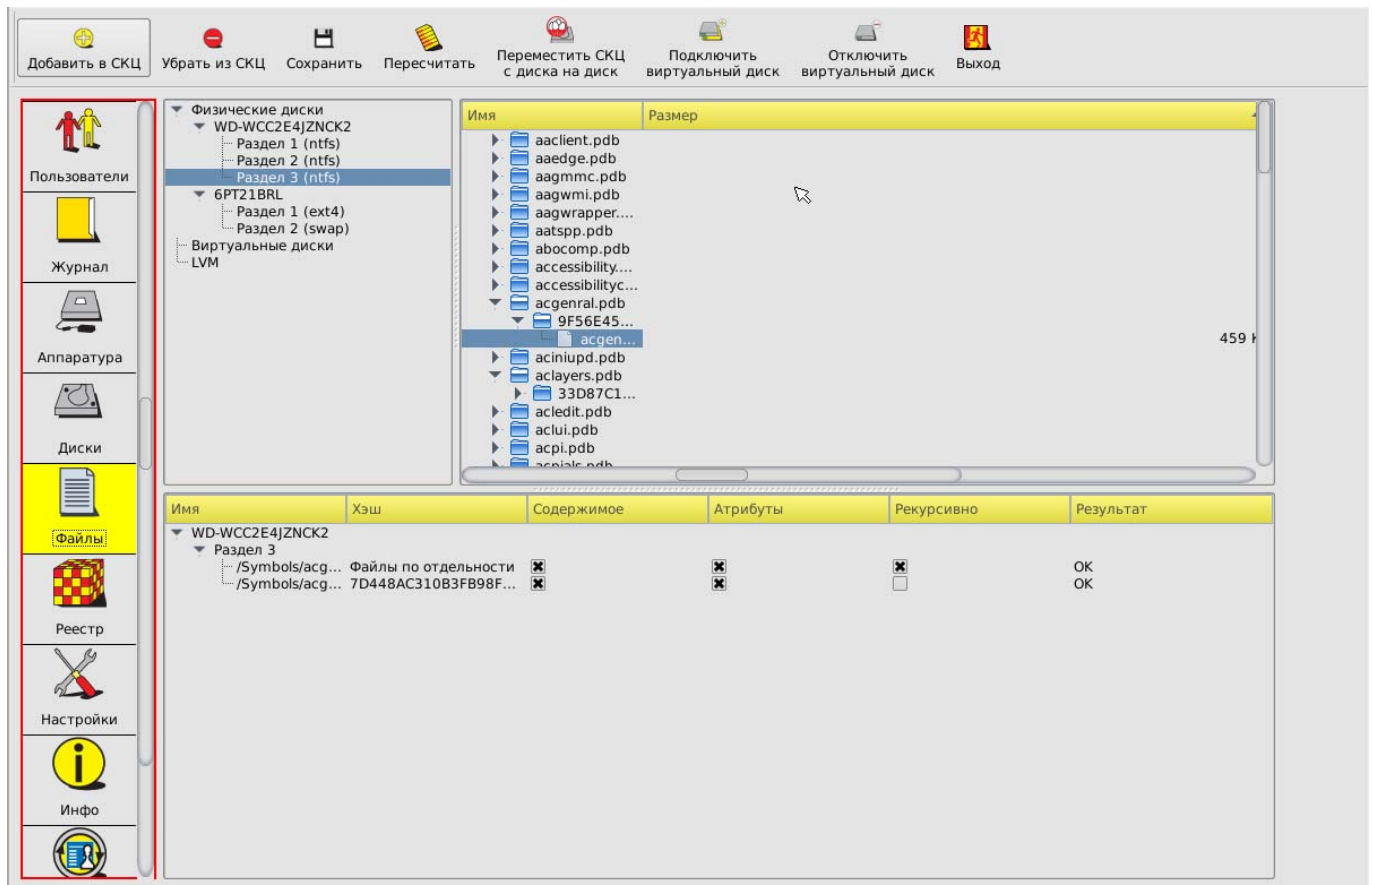 Добавить в СКЦ
Убрать из СКЦ
Сохранить
Пересчитать
Переместить СКЦ
с диска на диск
Подключить
виртуальный диск
Отключить
виртуальный диск
Выход
Пользователи
Журнал
Аппаратура
Диски
Файлы
Реестр
Настройки
Инфо
Физические диски
WD-WCC2E4JZNCK2
Раздел 1 (ntfs)
Раздел 2 (ntfs)
Раздел 3 (ntfs)
6PT21BRL
Раздел 1 (ext4)
Раздел 2 (swap)
Виртуальные диски
LVM
Имя Размер
aaclient.pdb
aaedge.pdb
aagmmc.pdb
aagwmi.pdb
aagwrapper....
aatspp.pdb
abocomp.pdb
accessibility....
accessibilityc...
acgenral.pdb
9F56E45...
acgen... 459
aciniupd.pdb
aclayers.pdb
33D87C1...
acledit.pdb
aclui.pdb
acpi.pdb
Имя Хэш Содержимое Атрибуты Рекурсивно Результат
WD-WCC2E4JZNCK2
Раздел 3
/Symbols/acg... Файлы по отдельности OK
/Symbols/acg... 7D448AC310B3FB98F... OK